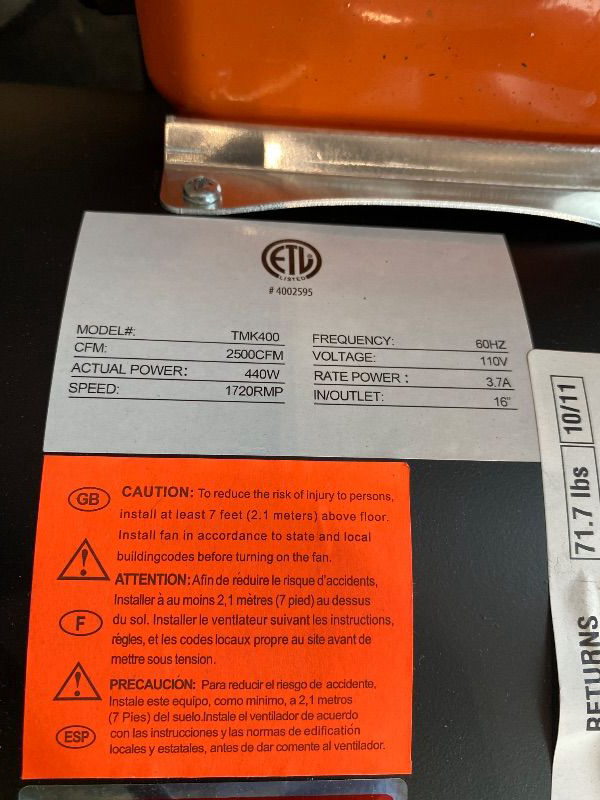 ETL
LISTED
# 4002595
MODEL#: TMK400
CFM: 2500CFM
ACTUAL POWER: 440W
SPEED: 1720RMP
FREQUENCY: 60HZ
VOLTAGE: 110V
RATE POWER : 3.7A
IN/OUTLET: 16"
GB
CAUTION: To reduce the risk of injury to persons,
install at least 7 feet (2.1 meters) above floor.
Install fan in accordance to state and local
buildingcodes before turning on the fan.
ATTENTION: Afin de réduire le risque d'accidents,
Installer à au moins 2,1 mètres (7 pied) au dessus
F
du sol. Installer le ventilateur suivant les instructions,
régles, et les codes locaux propre au site avant de
mettre sous tension.
PRECAUCIÓN: Para reducir el riesgo de accidente,
Instale este equipo, como mínimo, a 2,1 metros
(7 Pies) del suelo.Instale el ventilador de acuerdo
ESP
con las instrucciones y las normas de edificación
locales y estatales, antes de dar comente al ventilador.
71.7 lbs 10/11
RETURNS